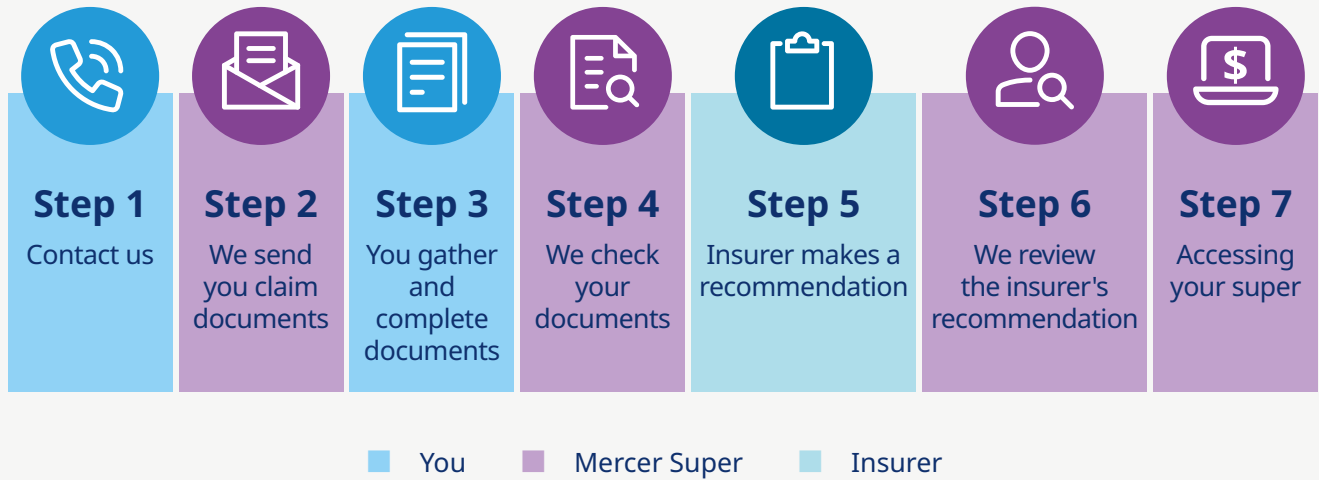 $
Step 1
Contact us
Step 2
We send
you claim
documents
Step 3
You gather
and
complete
documents
Step 4
We check
your
documents
Step 5
Insurer makes a
recommendation
Step 6
We review
the insurer's
recommendation
Step 7
Accessing
your super
You
Mercer Super
Insurer